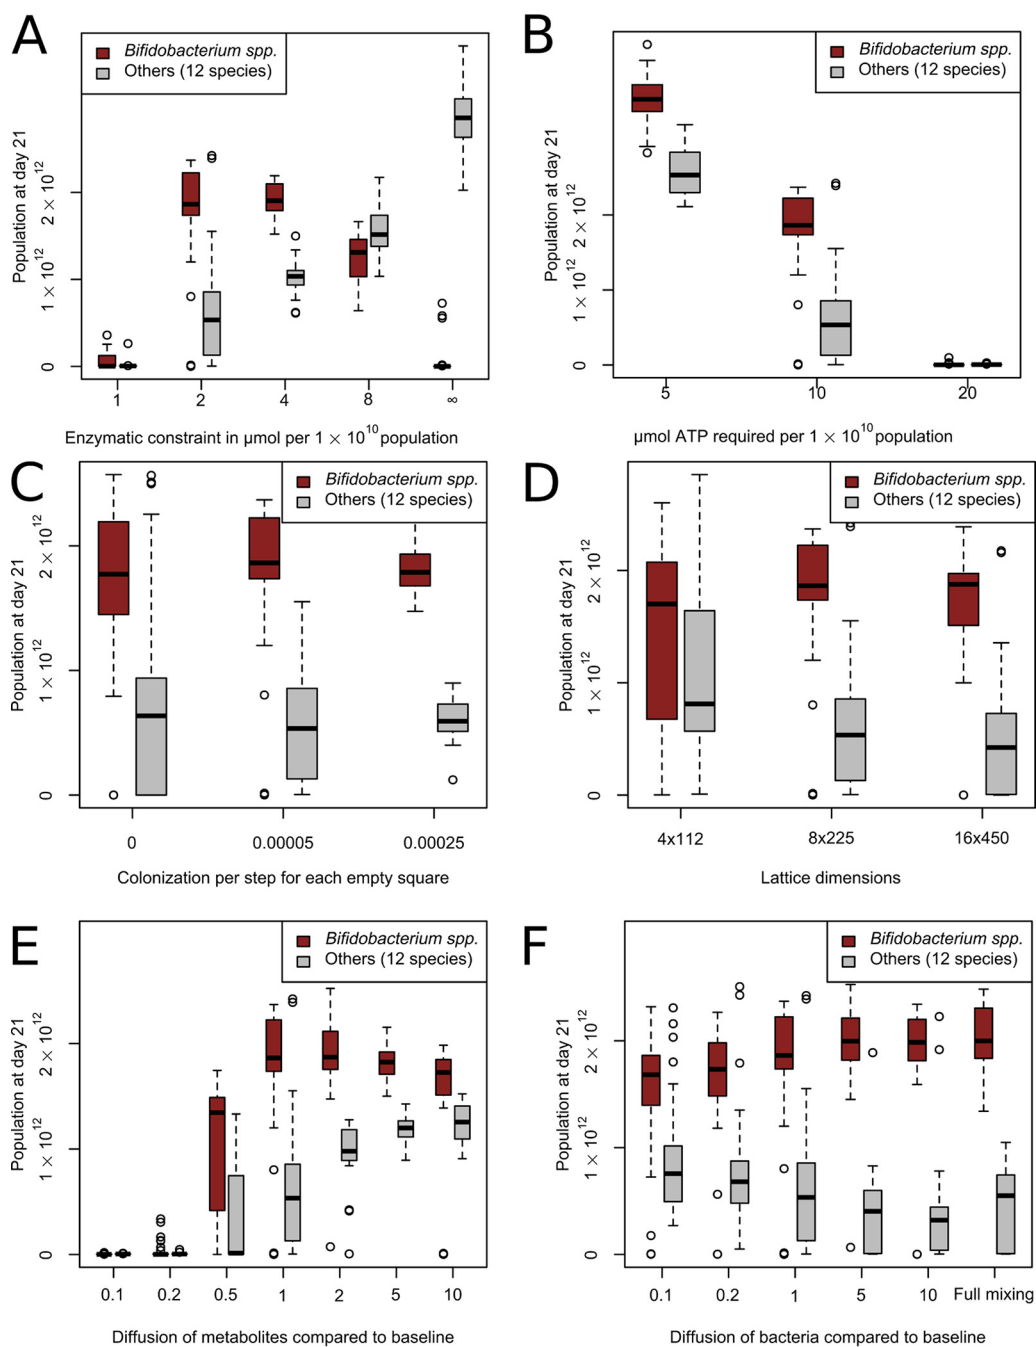 A
Bifidobacterium spp.
Others (12 species)
Population at day 21
0
1 × 10^12
2 × 10^12
1
2
4
8
∞
Enzymatic constraint in µmol per 1 × 10^10 population
B
Bifidobacterium spp.
Others (12 species)
Population at day 21
0
1 × 10^12
2 × 10^12
5
10
20
µmol ATP required per 1 × 10^10 population
C
Bifidobacterium spp.
Others (12 species)
Population at day 21
0
1 × 10^12
2 × 10^12
0
0.00005
0.00025
Colonization per step for each empty square
D
Bifidobacterium spp.
Others (12 species)
Population at day 21
0
1 × 10^12
2 × 10^12
4x112
8x225
16x450
Lattice dimensions
E
Bifidobacterium spp.
Others (12 species)
Population at day 21
0
1 × 10^12
2 × 10^12
0.1
0.2
0.5
1
2
5
10
Diffusion of metabolites compared to baseline
F
Bifidobacterium spp.
Others (12 species)
Population at day 21
0
1 × 10^12
2 × 10^12
0.1
0.2
1
5
10
Full mixing
Diffusion of bacteria compared to baseline